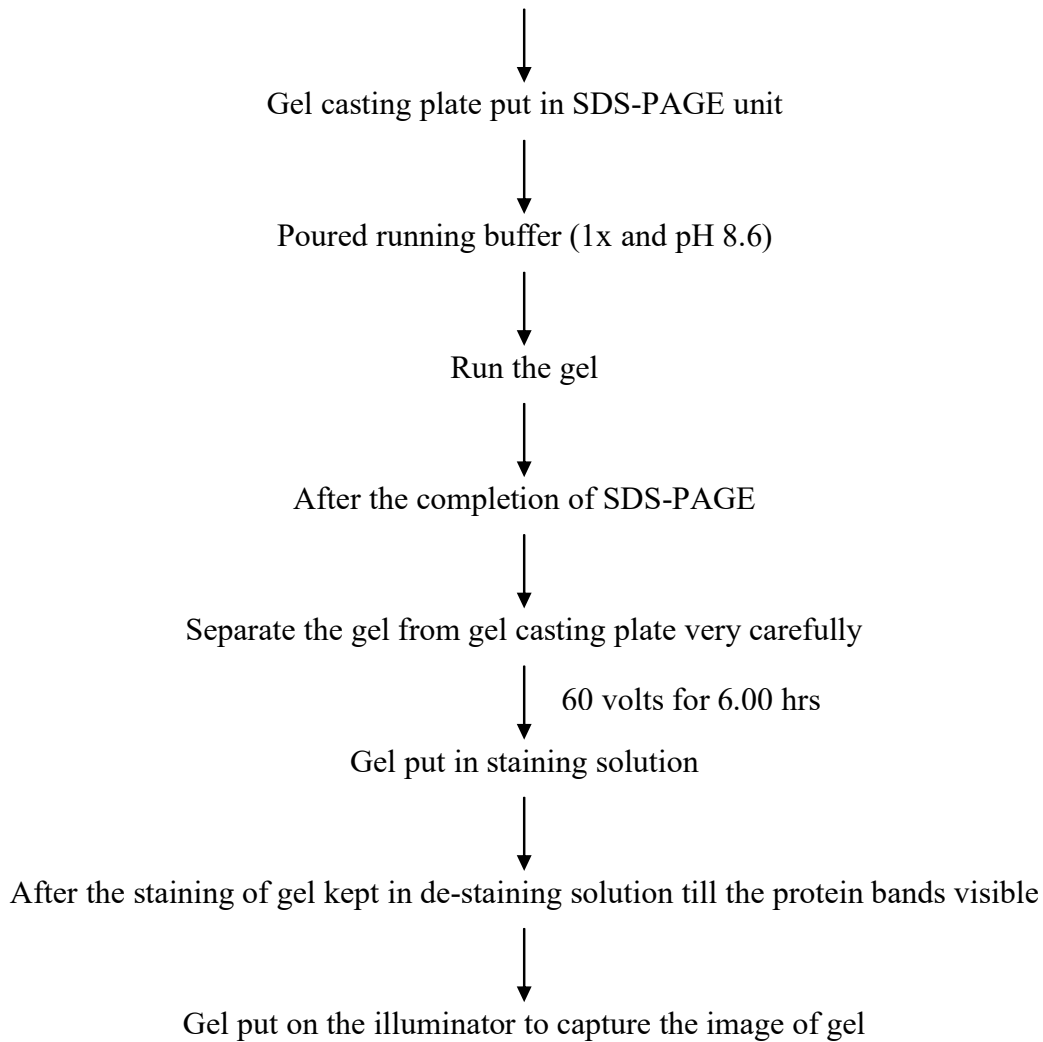 Gel casting plate put in SDS-PAGE unit
Poured running buffer (1x and pH 8.6)
Run the gel
After the completion of SDS-PAGE
Separate the gel from gel casting plate very carefully
60 volts for 6.00 hrs
Gel put in staining solution
After the staining of gel kept in de-staining solution till the protein bands visible
Gel put on the illuminator to capture the image of gel